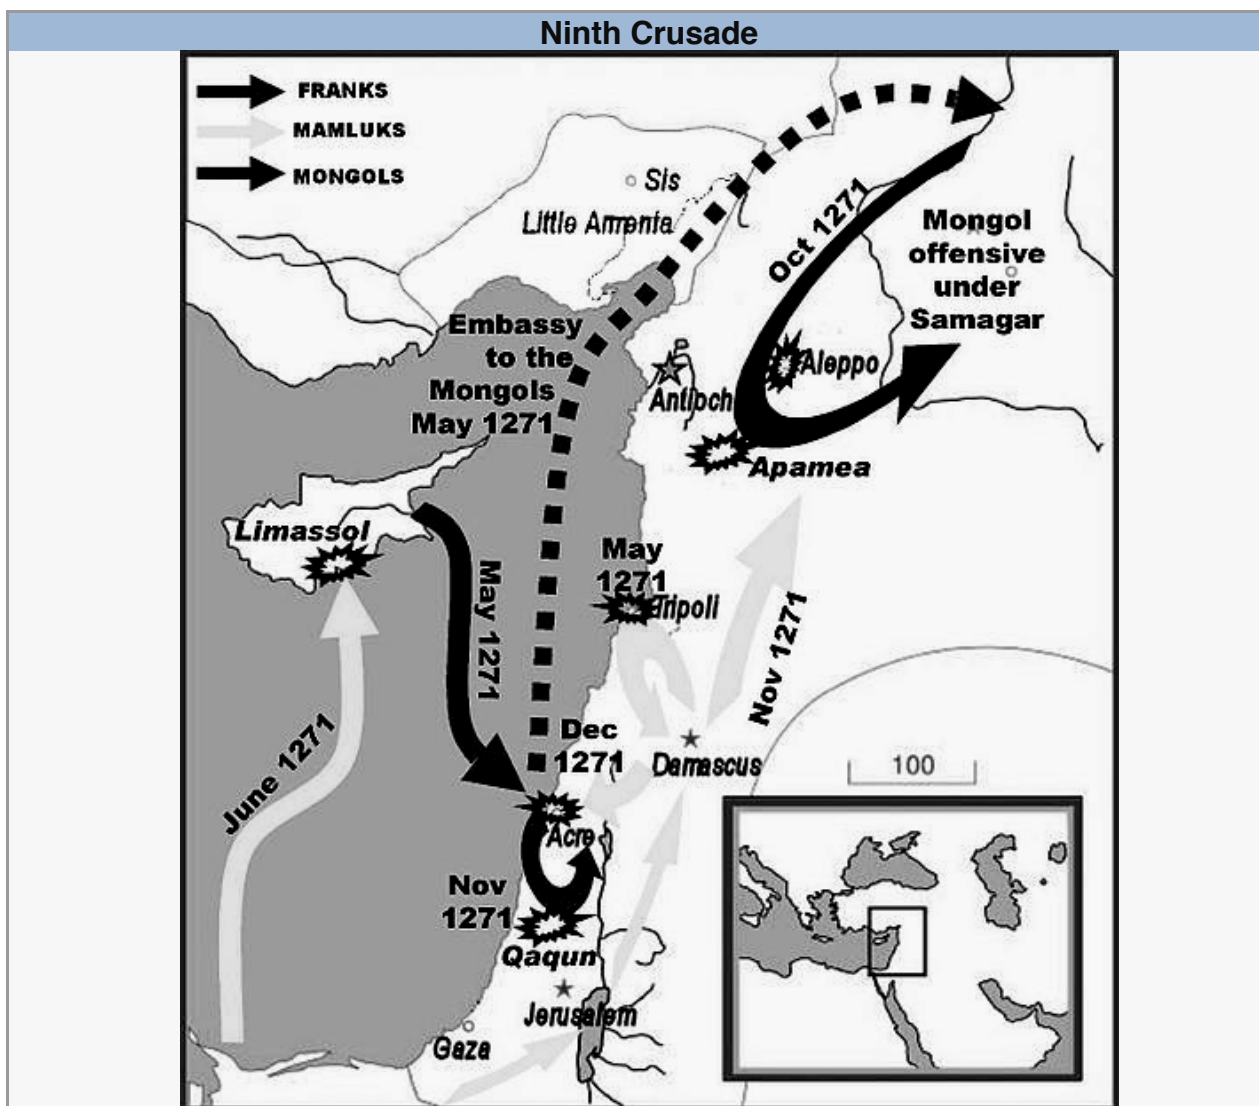 Ninth Crusade
FRANKS
MAMLUKS
MONGOLS
Sis
Little Armenia
Oct 1271
Mongol
offensive
under
Samagar
Embassy
to the
Mongols
May 1271
Aleppo
Antioch
Apamea
Limassol
May 1271
May
1271
Tripoli
Nov 1271
June 1271
Dec
1271
Damascus
100
Acre
Nov
1271
Qaqun
Jerusalem
Gaza